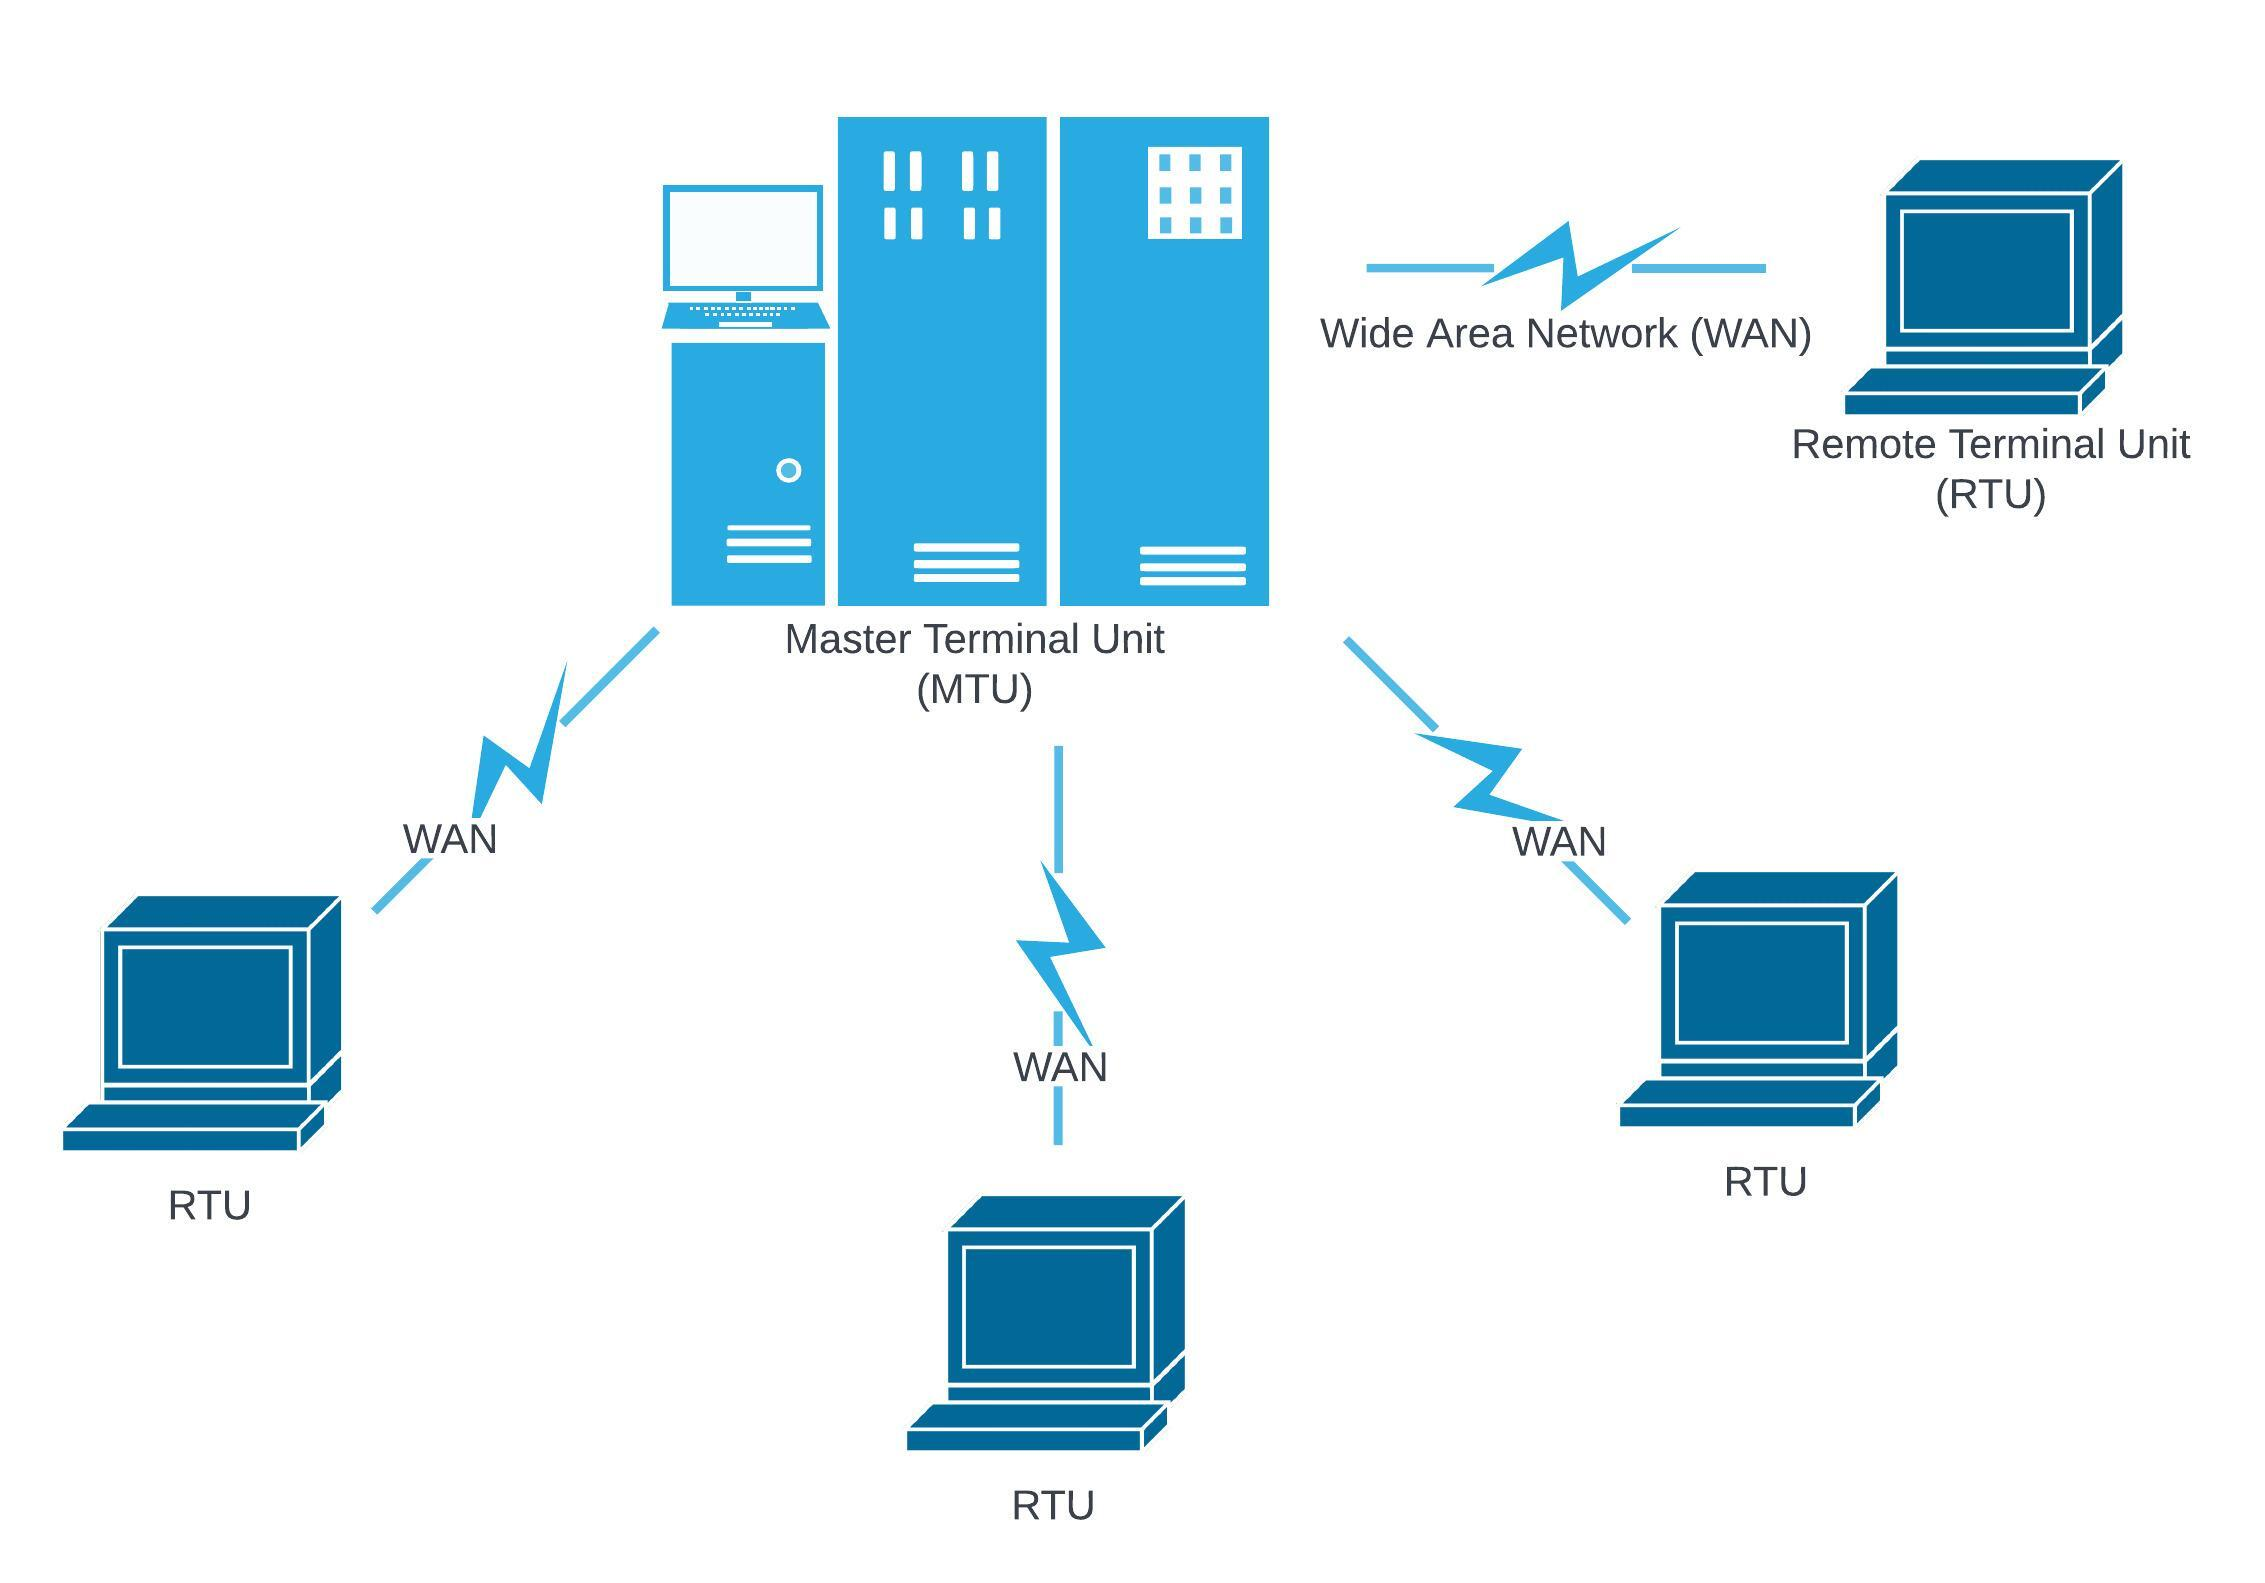 Wide Area Network (WAN)
Remote Terminal Unit
(RTU)
Master Terminal Unit
(MTU)
WAN
WAN
WAN
RTU
RTU
RTU